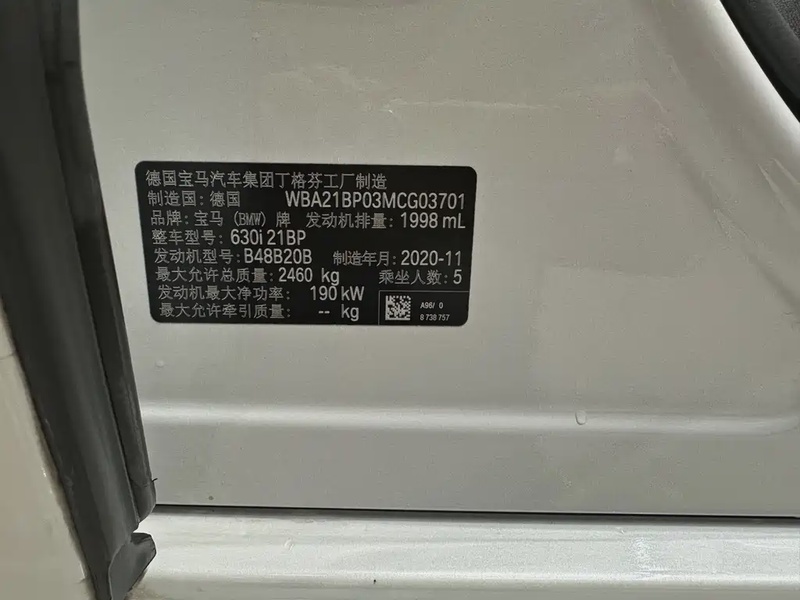 德国宝马汽车集团丁格芬工厂制造
制造国：德国 WBA21BP03MCG03701
品牌：宝马（BMW）牌 发动机排量：1998 mL
整车型号：630i 21BP
发动机型号：B48B20B 制造年月：2020-11
最大允许总质量：2460 kg 乘坐人数：5
发动机最大净功率： 190 kW
最大允许牵引质量： -- kg
A96/ 0
8 738 757